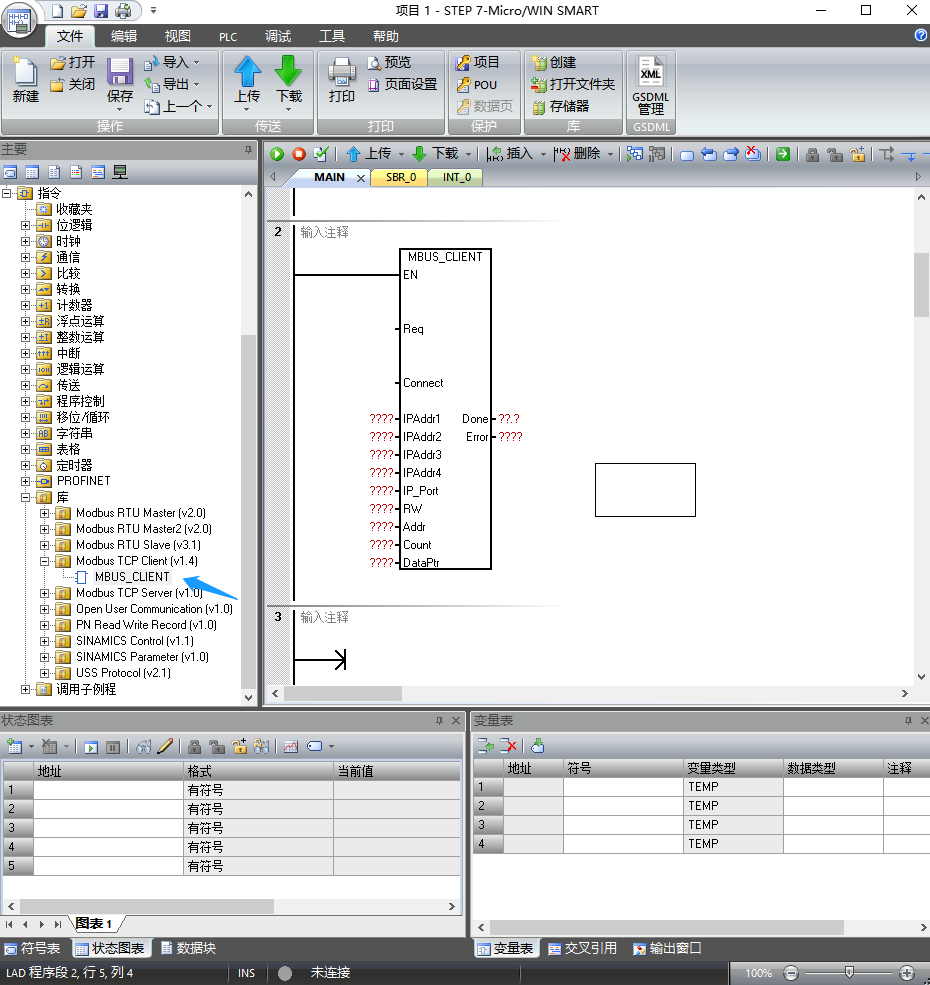 项目 1 - STEP 7-Micro/WIN SMART
文件 编辑 视图 PLC 调试 工具 帮助
新建 打开 关闭 保存 导入 导出 上一个
操作
上传 下载
传送
打印 预览 页面设置
打印
项目 POU 数据页
保护
创建 打开文件夹 存储器
库
XML GSDML 管理
GSDML
主要
指令
收藏夹
位逻辑
时钟
通信
比较
转换
计数器
浮点运算
整数运算
中断
逻辑运算
传送
程序控制
移位/循环
字符串
表格
定时器
PROFINET
库
Modbus RTU Master (v2.0)
Modbus RTU Master2 (v2.0)
Modbus RTU Slave (v3.1)
Modbus TCP Client (v1.4)
MBUS_CLIENT
Modbus TCP Server (v1.0)
Open User Communication (v1.0)
PN Read Write Record (v1.0)
SINAMICS Control (v1.1)
SINAMICS Parameter (v1.0)
USS Protocol (v2.1)
调用子例程
上传 下载 插入 删除
MAIN SBR_0 INT_0
2 输入注释
MBUS_CLIENT
EN
Req
Connect
???? IPAddr1 Done ??.?
???? IPAddr2 Error ????
???? IPAddr3
???? IPAddr4
???? IP_Port
???? RW
???? Addr
???? Count
???? DataPtr
3 输入注释
状态图表
地址 格式 当前值
1 有符号
2 有符号
3 有符号
4 有符号
5 有符号
图表 1
符号表 状态图表 数据块
变量表
地址 符号 变量类型 数据类型 注释
1 TEMP
2 TEMP
3 TEMP
4 TEMP
变量表 交叉引用 输出窗口
LAD 程序段 2, 行 5, 列 4 INS 未连接 100%